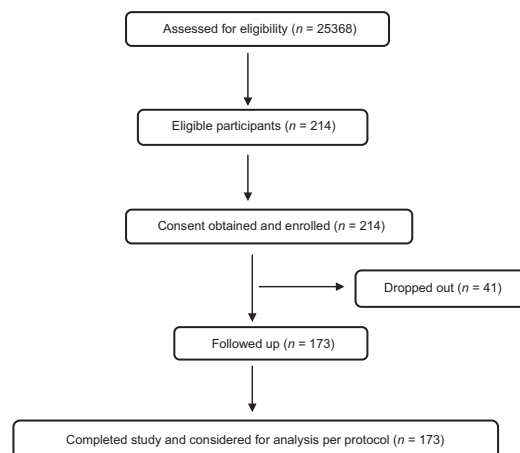 Assessed for eligibility (n = 25368)
Eligible participants (n = 214)
Consent obtained and enrolled (n = 214)
Dropped out (n = 41)
Followed up (n = 173)
Completed study and considered for analysis per protocol (n = 173)